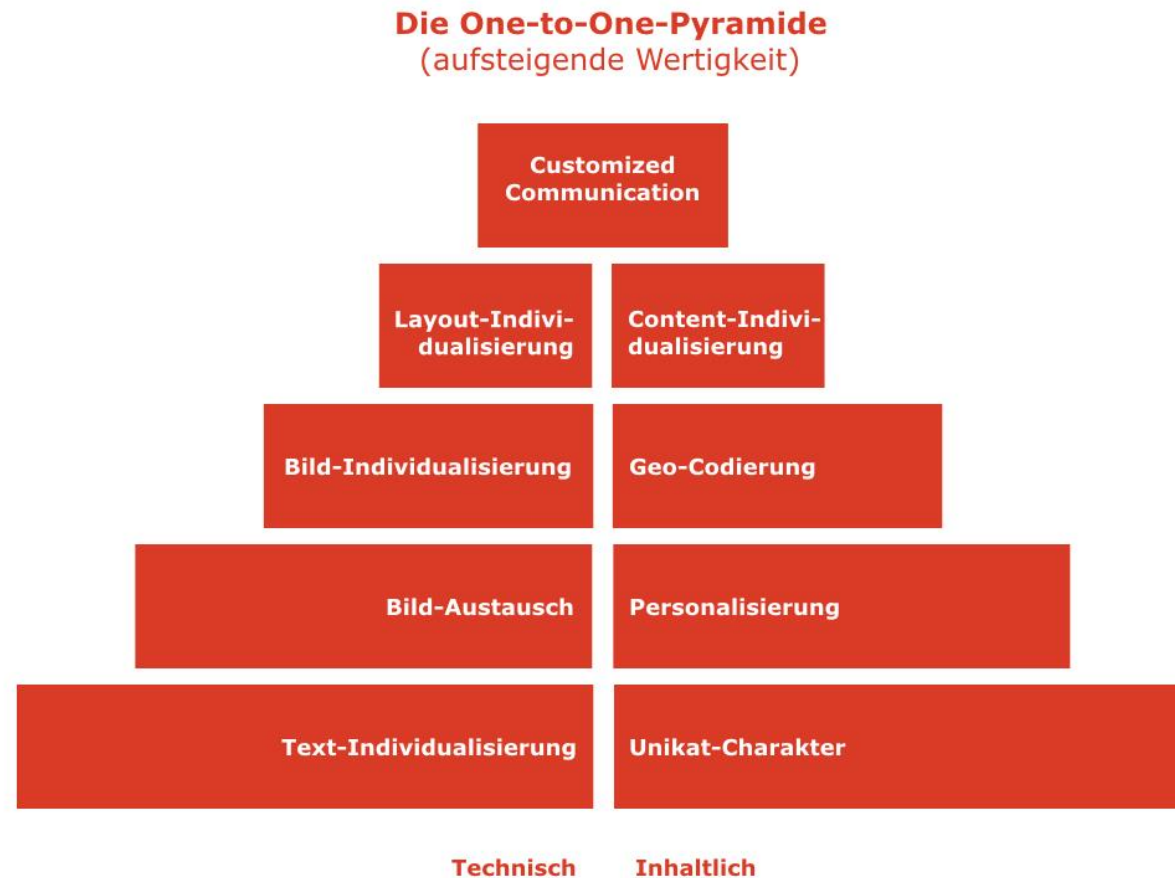 Die One-to-One-Pyramide
(aufsteigende Wertigkeit)
Customized
Communication
Layout-Indivi-
dualisierung
Content-Indivi-
dualisierung
Bild-Individualisierung
Geo-Codierung
Bild-Austausch
Personalisierung
Text-Individualisierung
Unikat-Charakter
Technisch
Inhaltlich